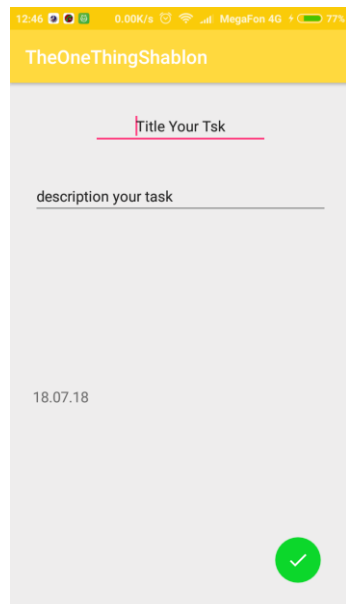 12:46 0.00K/s MegaFon 4G 77%
TheOneThingShablon
Title Your Tsk
description your task
18.07.18